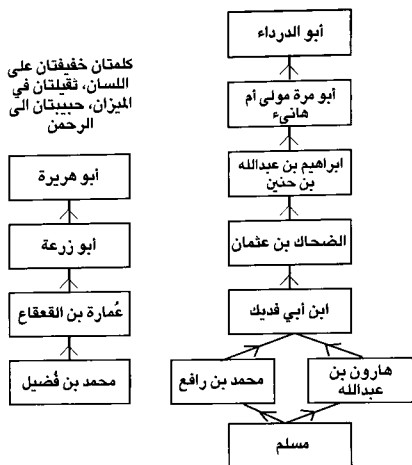 أبو الدرداء
أبو مرة مولى أم
هانيء
ابراهيم بن عبدالله
بن حنين
الضحاك بن عثمان
ابن أبي فديك
هارون بن
عبدالله
محمد بن رافع
مسلم
كلمتان خفيفتان على
اللسان، ثقيلتان في
الميزان، حبيبتان الى
الرحمن
أبو هريرة
أبو زرعة
عُمارة بن القعقاع
محمد بن فُضيل